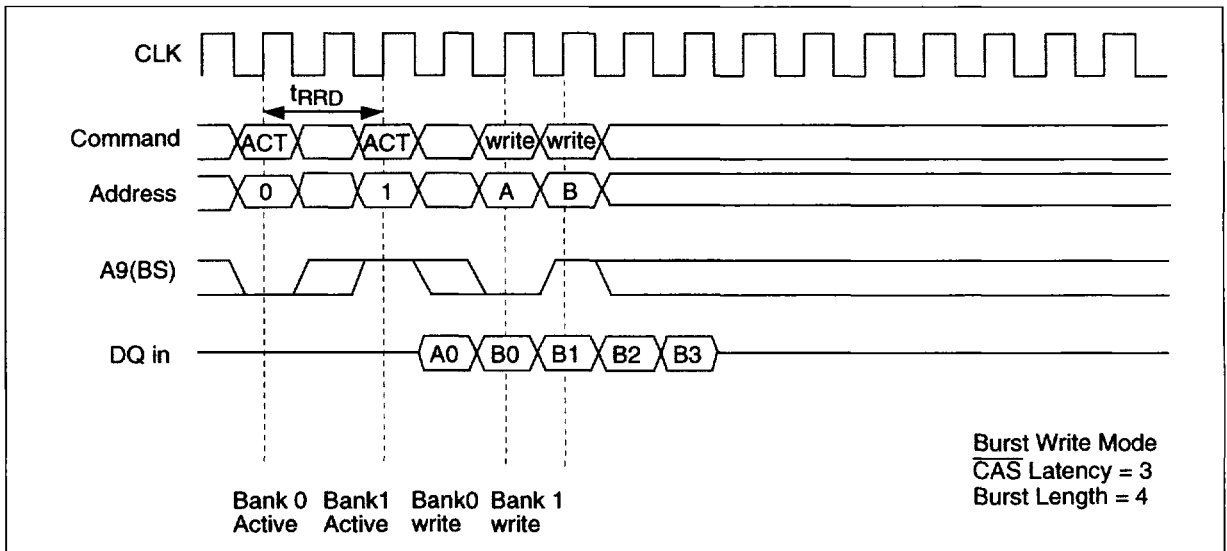 CLK
tRRD
Command ACT ACT write write
Address 0 1 A B
A9(BS)
DQ in A0 B0 B1 B2 B3
Burst Write Mode
CAS Latency = 3
Burst Length = 4
Bank 0 Bank1 Bank0 Bank 1
Active Active write write